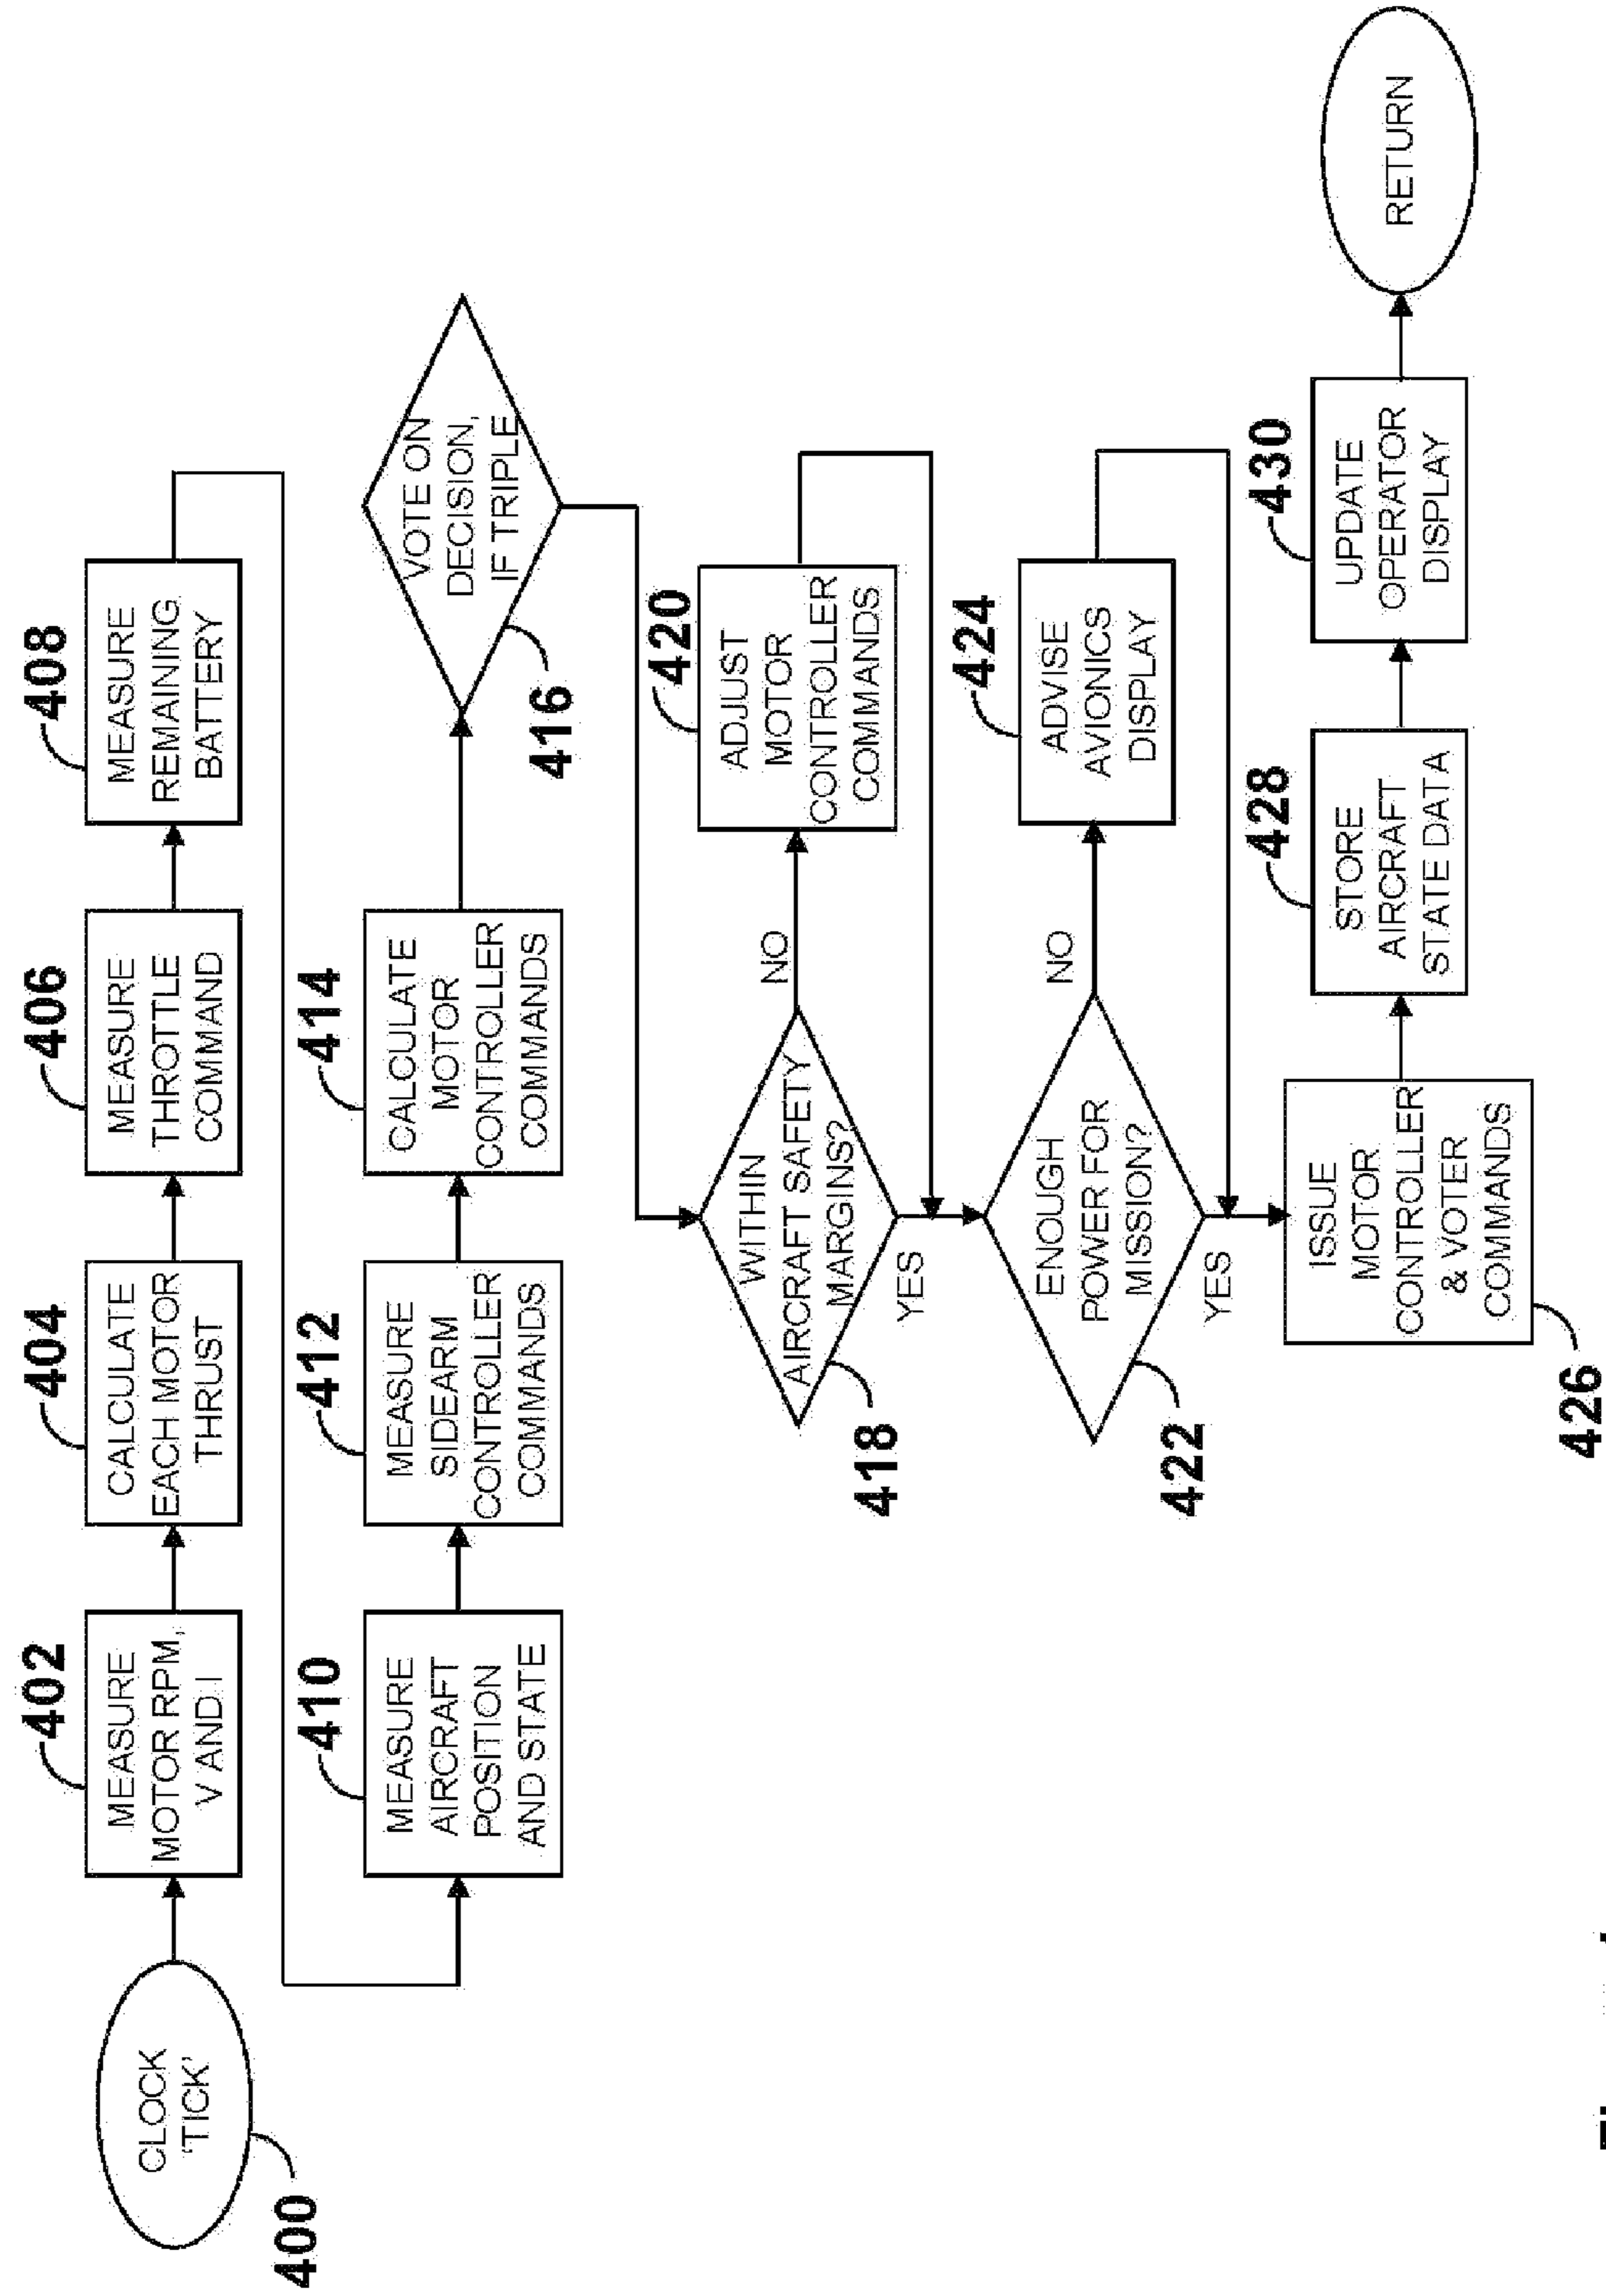 CLOCK
'TICK'
400
402
MEASURE
MOTOR RPM,
V AND I
404
CALCULATE
EACH MOTOR
THRUST
406
MEASURE
THROTTLE
COMMAND
408
MEASURE
REMAINING
BATTERY
410
MEASURE
AIRCRAFT
POSITION
AND STATE
412
MEASURE
SIDEARM
CONTROLLER
COMMANDS
414
CALCULATE
MOTOR
CONTROLLER
COMMANDS
VOTE ON
DECISION,
IF TRIPLE
416
WITHIN
AIRCRAFT SAFETY
MARGINS?
418
NO
YES
420
ADJUST
MOTOR
CONTROLLER
COMMANDS
ENOUGH
POWER FOR
MISSION?
422
NO
YES
424
ADVISE
AVIONICS
DISPLAY
ISSUE
MOTOR
CONTROLLER
& VOTER
COMMANDS
426
428
STORE
AIRCRAFT
STATE DATA
430
UPDATE
OPERATOR
DISPLAY
RETURN